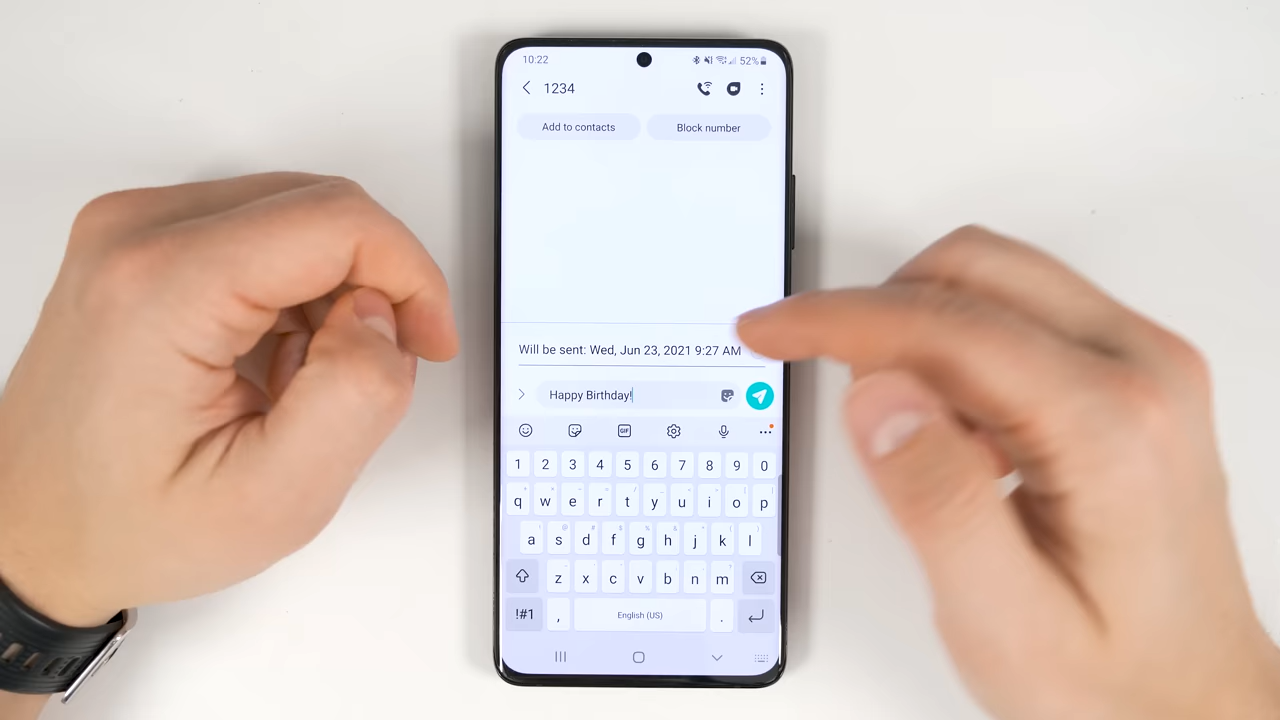 10:22 52%
1234
Add to contacts Block number
Will be sent: Wed, Jun 23, 2021 9:27 AM
Happy Birthday!
GIF
1 2 3 4 5 6 7 8 9 0
q w e r t y u i o p
a s d f g h j k l
z x c v b n m
!#1 , English (US) .